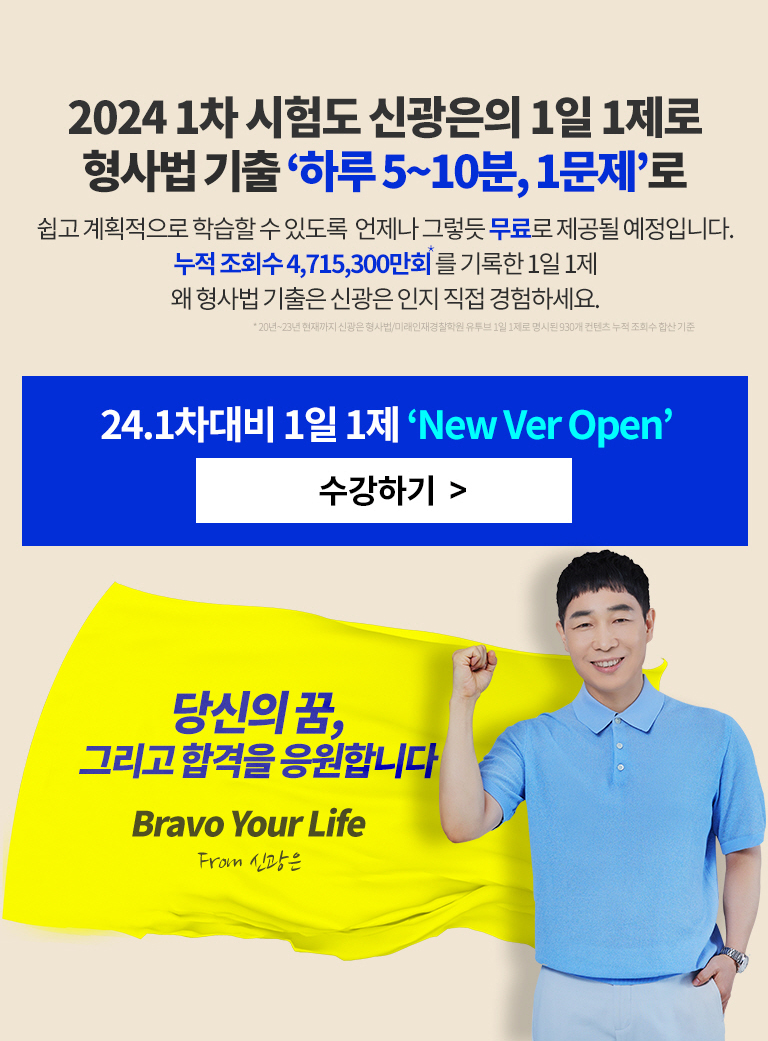 2024 1차 시험도 신광은의 1일 1제로
형사법 기출 ‘하루 5~10분, 1문제’로
쉽고 계획적으로 학습할 수 있도록 언제나 그렇듯 무료로 제공될 예정입니다.
누적 조회수 4,715,300만회*를 기록한 1일 1제
왜 형사법 기출은 신광은 인지 직접 경험하세요.
* 20년~23년 현재까지 신광은 형사법/미래인재경찰학원 유투브 1일 1제로 명시된 930개 컨텐츠 누적 조회수 합산 기준
24.1차대비 1일 1제 ‘New Ver Open’
수강하기 >
당신의 꿈,
그리고 합격을 응원합니다
Bravo Your Life
From 신광은